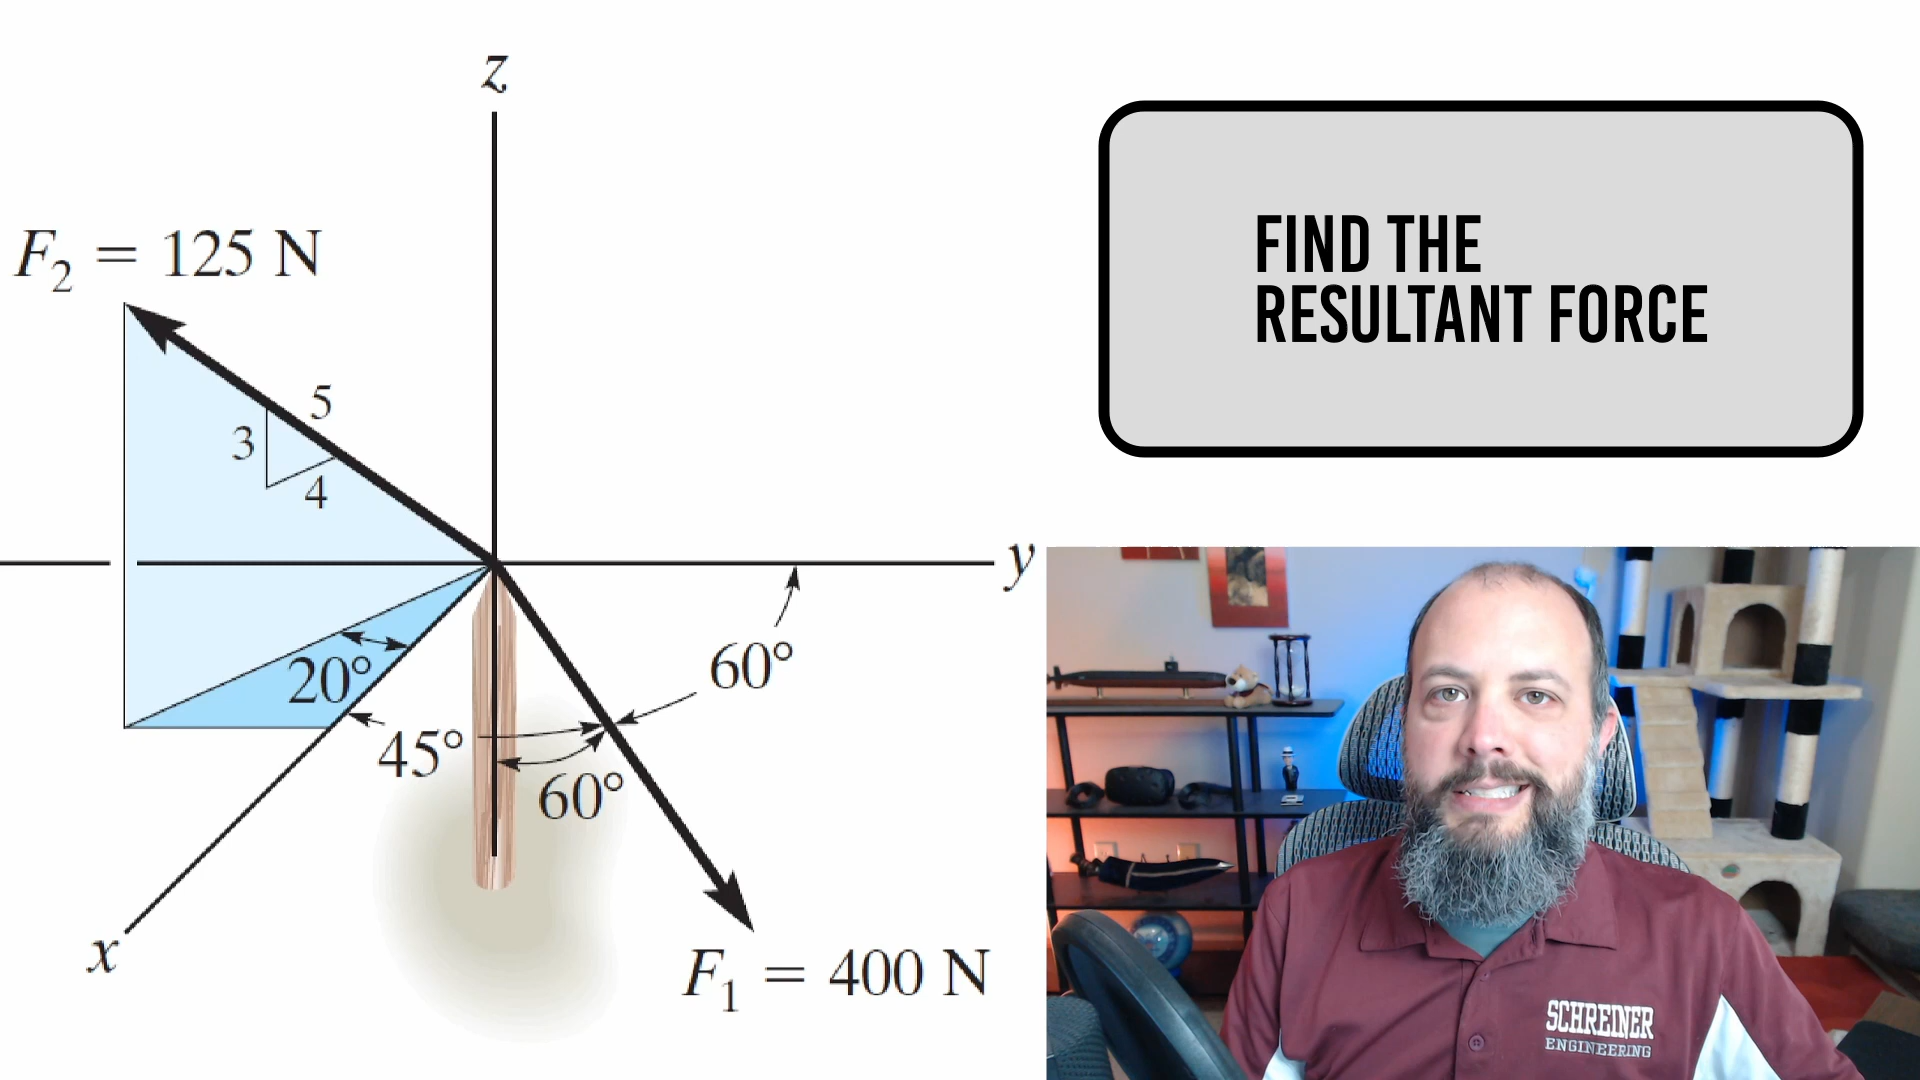 z
F₂ = 125 N
5
3
4
y
20°
60°
45°
60°
x
F₁ = 400 N
FIND THE
RESULTANT FORCE
SCHREINER
ENGINEERING